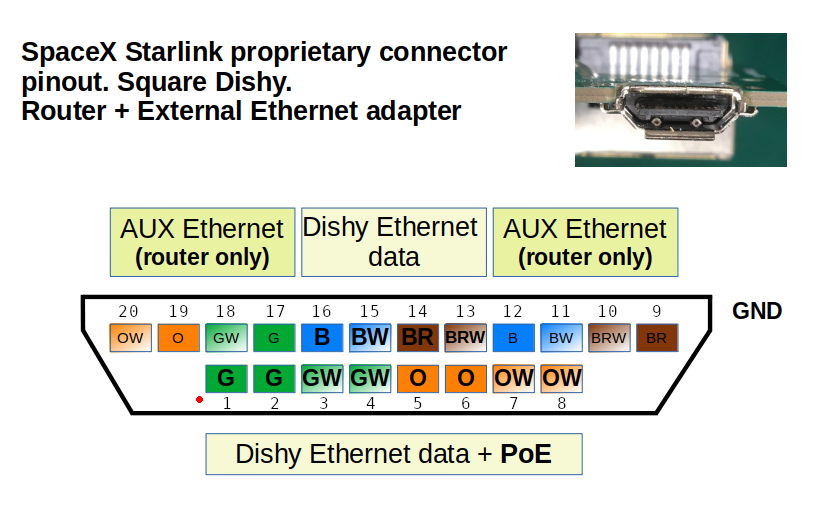 SpaceX Starlink proprietary connector
pinout. Square Dishy.
Router + External Ethernet adapter
AUX Ethernet
(router only)
Dishy Ethernet
data
AUX Ethernet
(router only)
20 19 18 17 16 15 14 13 12 11 10 9
GND
OW O GW G B BW BR BRW B BW BRW BR
G G GW GW O O OW OW
1 2 3 4 5 6 7 8
Dishy Ethernet data + PoE